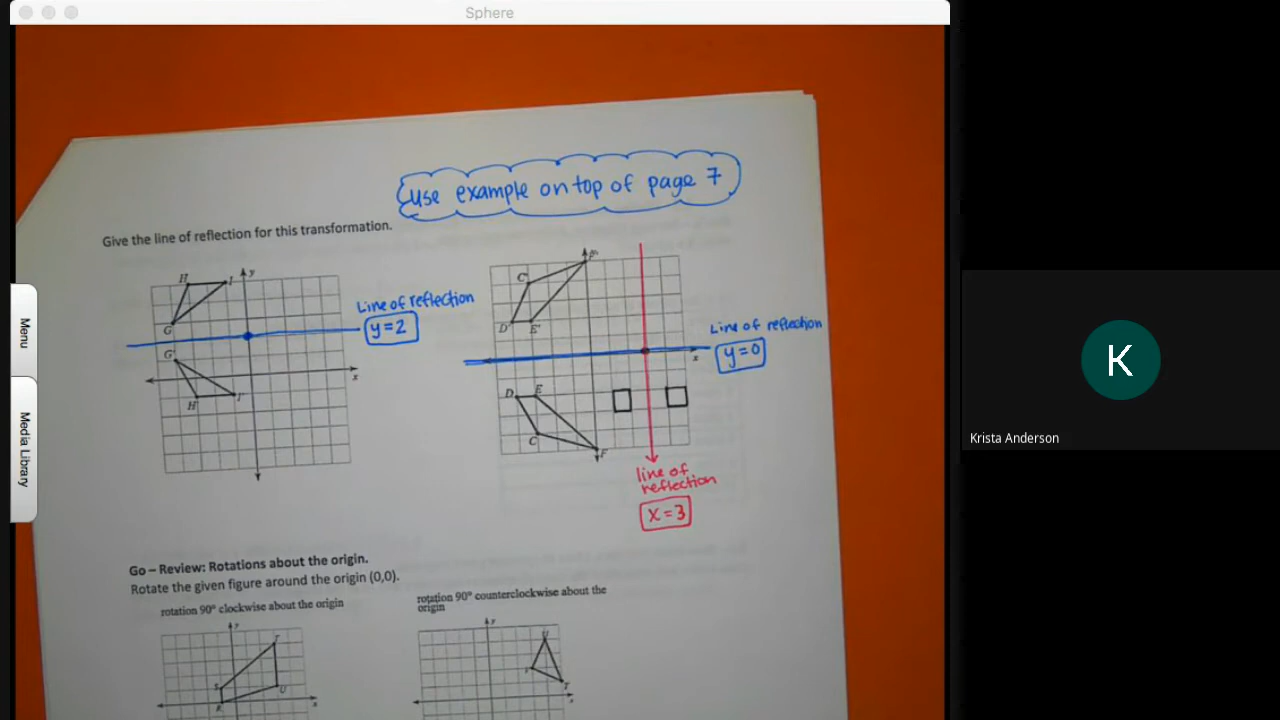 Sphere
Use example on top of page 7
Give the line of reflection for this transformation.
H
I
y
G
Line of reflection
y=2
G'
x
H'
I'
C'
F'
D'
E'
Line of reflection
x
y=0
D
E
C
F
line of
reflection
x=3
Go – Review: Rotations about the origin.
Rotate the given figure around the origin (0,0).
rotation 90° clockwise about the origin
rotation 90° counterclockwise about the
origin
y
T
S
U
R
x
y
U
T
x
Menu
Media Library
K
Krista Anderson